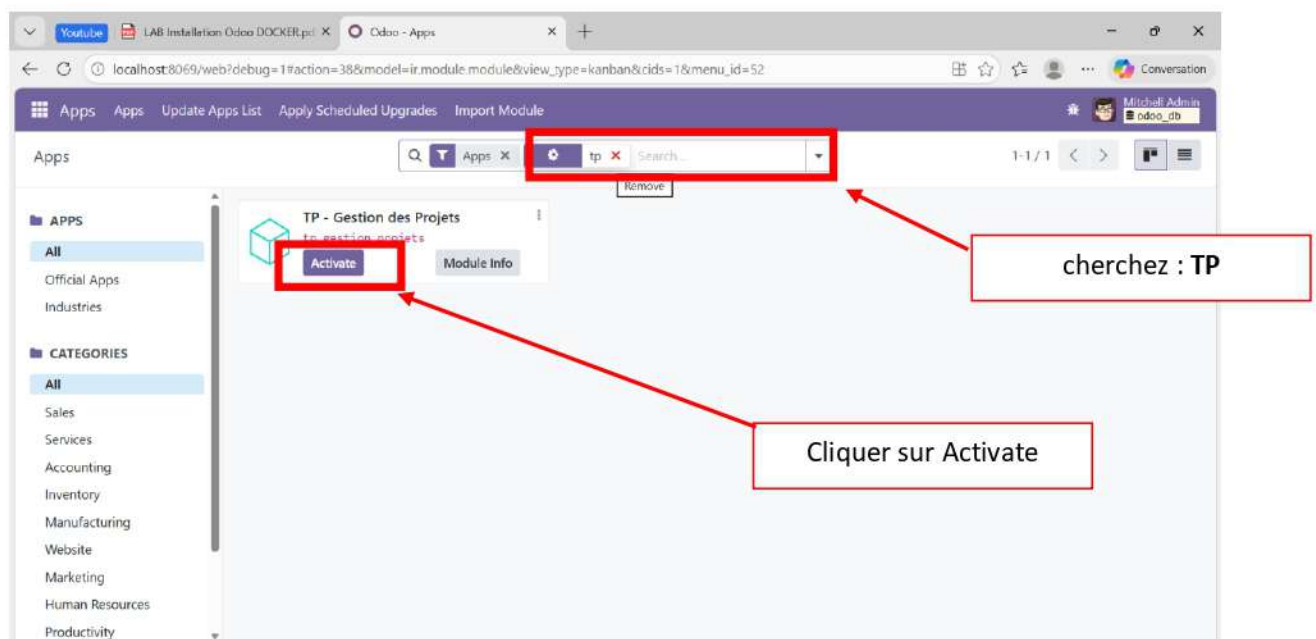 Youtube
LAB Installation Odoo DOCKER.pd
Odoo - Apps
localhost:8069/web?debug=1#action=38&model=ir.module.module&view_type=kanban&cids=1&menu_id=52
Conversation
Apps Apps Update Apps List Apply Scheduled Upgrades Import Module
Mitchell Admin
odoo_db
Apps
Apps
tp
Search...
1-1 / 1
Remove
APPS
All
Official Apps
Industries
CATEGORIES
All
Sales
Services
Accounting
Inventory
Manufacturing
Website
Marketing
Human Resources
Productivity
TP - Gestion des Projets
Activate
Module Info
cherchez : TP
Cliquer sur Activate